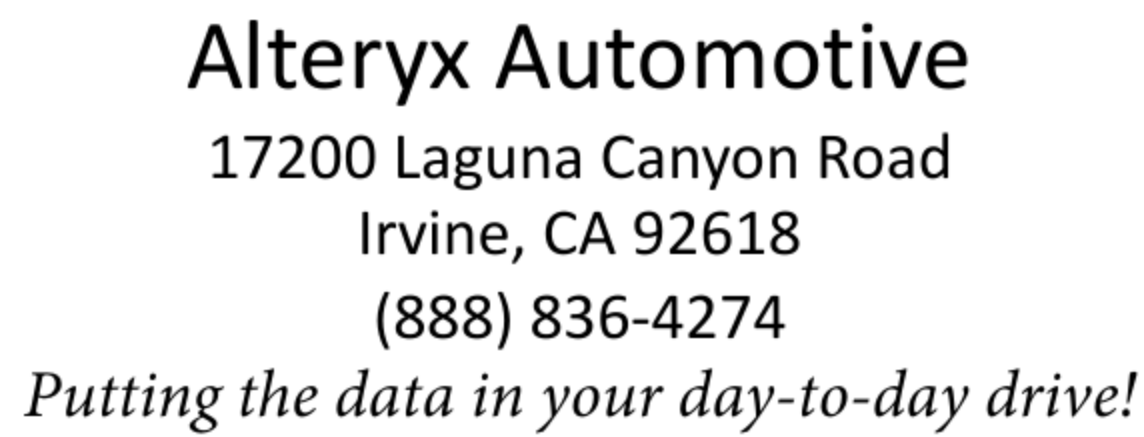 Alteryx Automotive
17200 Laguna Canyon Road
Irvine, CA 92618
(888) 836-4274
Putting the data in your day-to-day drive!